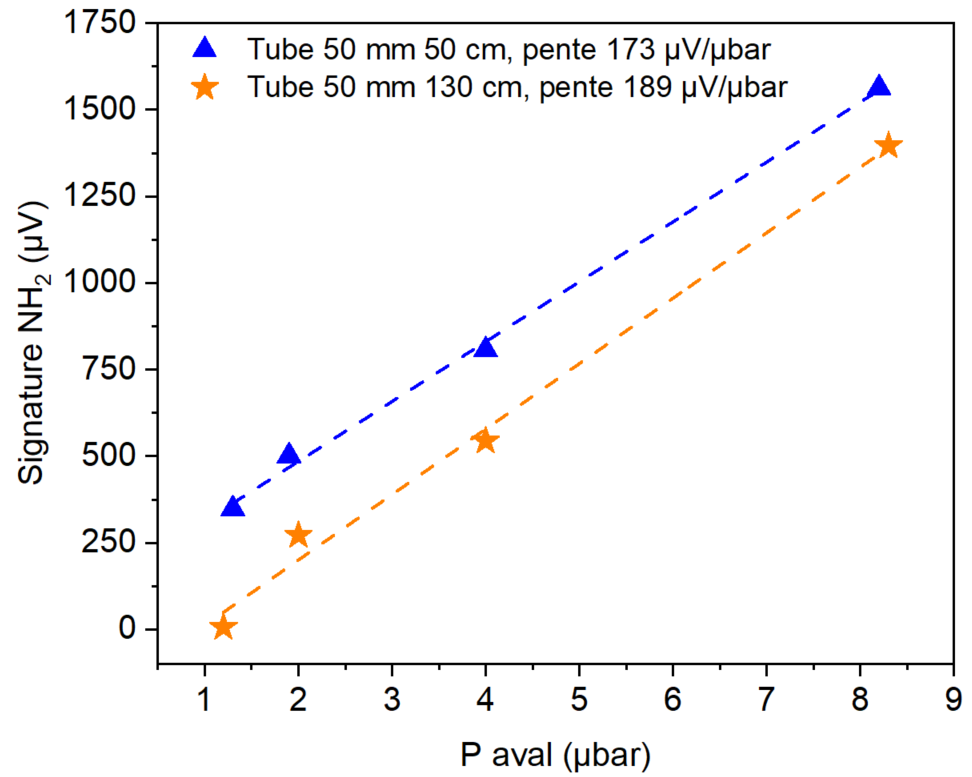 Tube 50 mm 50 cm, pente 173 µV/µbar
Tube 50 mm 130 cm, pente 189 µV/µbar
Signature NH₂ (µV)
1750
1500
1250
1000
750
500
250
0
1 2 3 4 5 6 7 8 9
P aval (µbar)